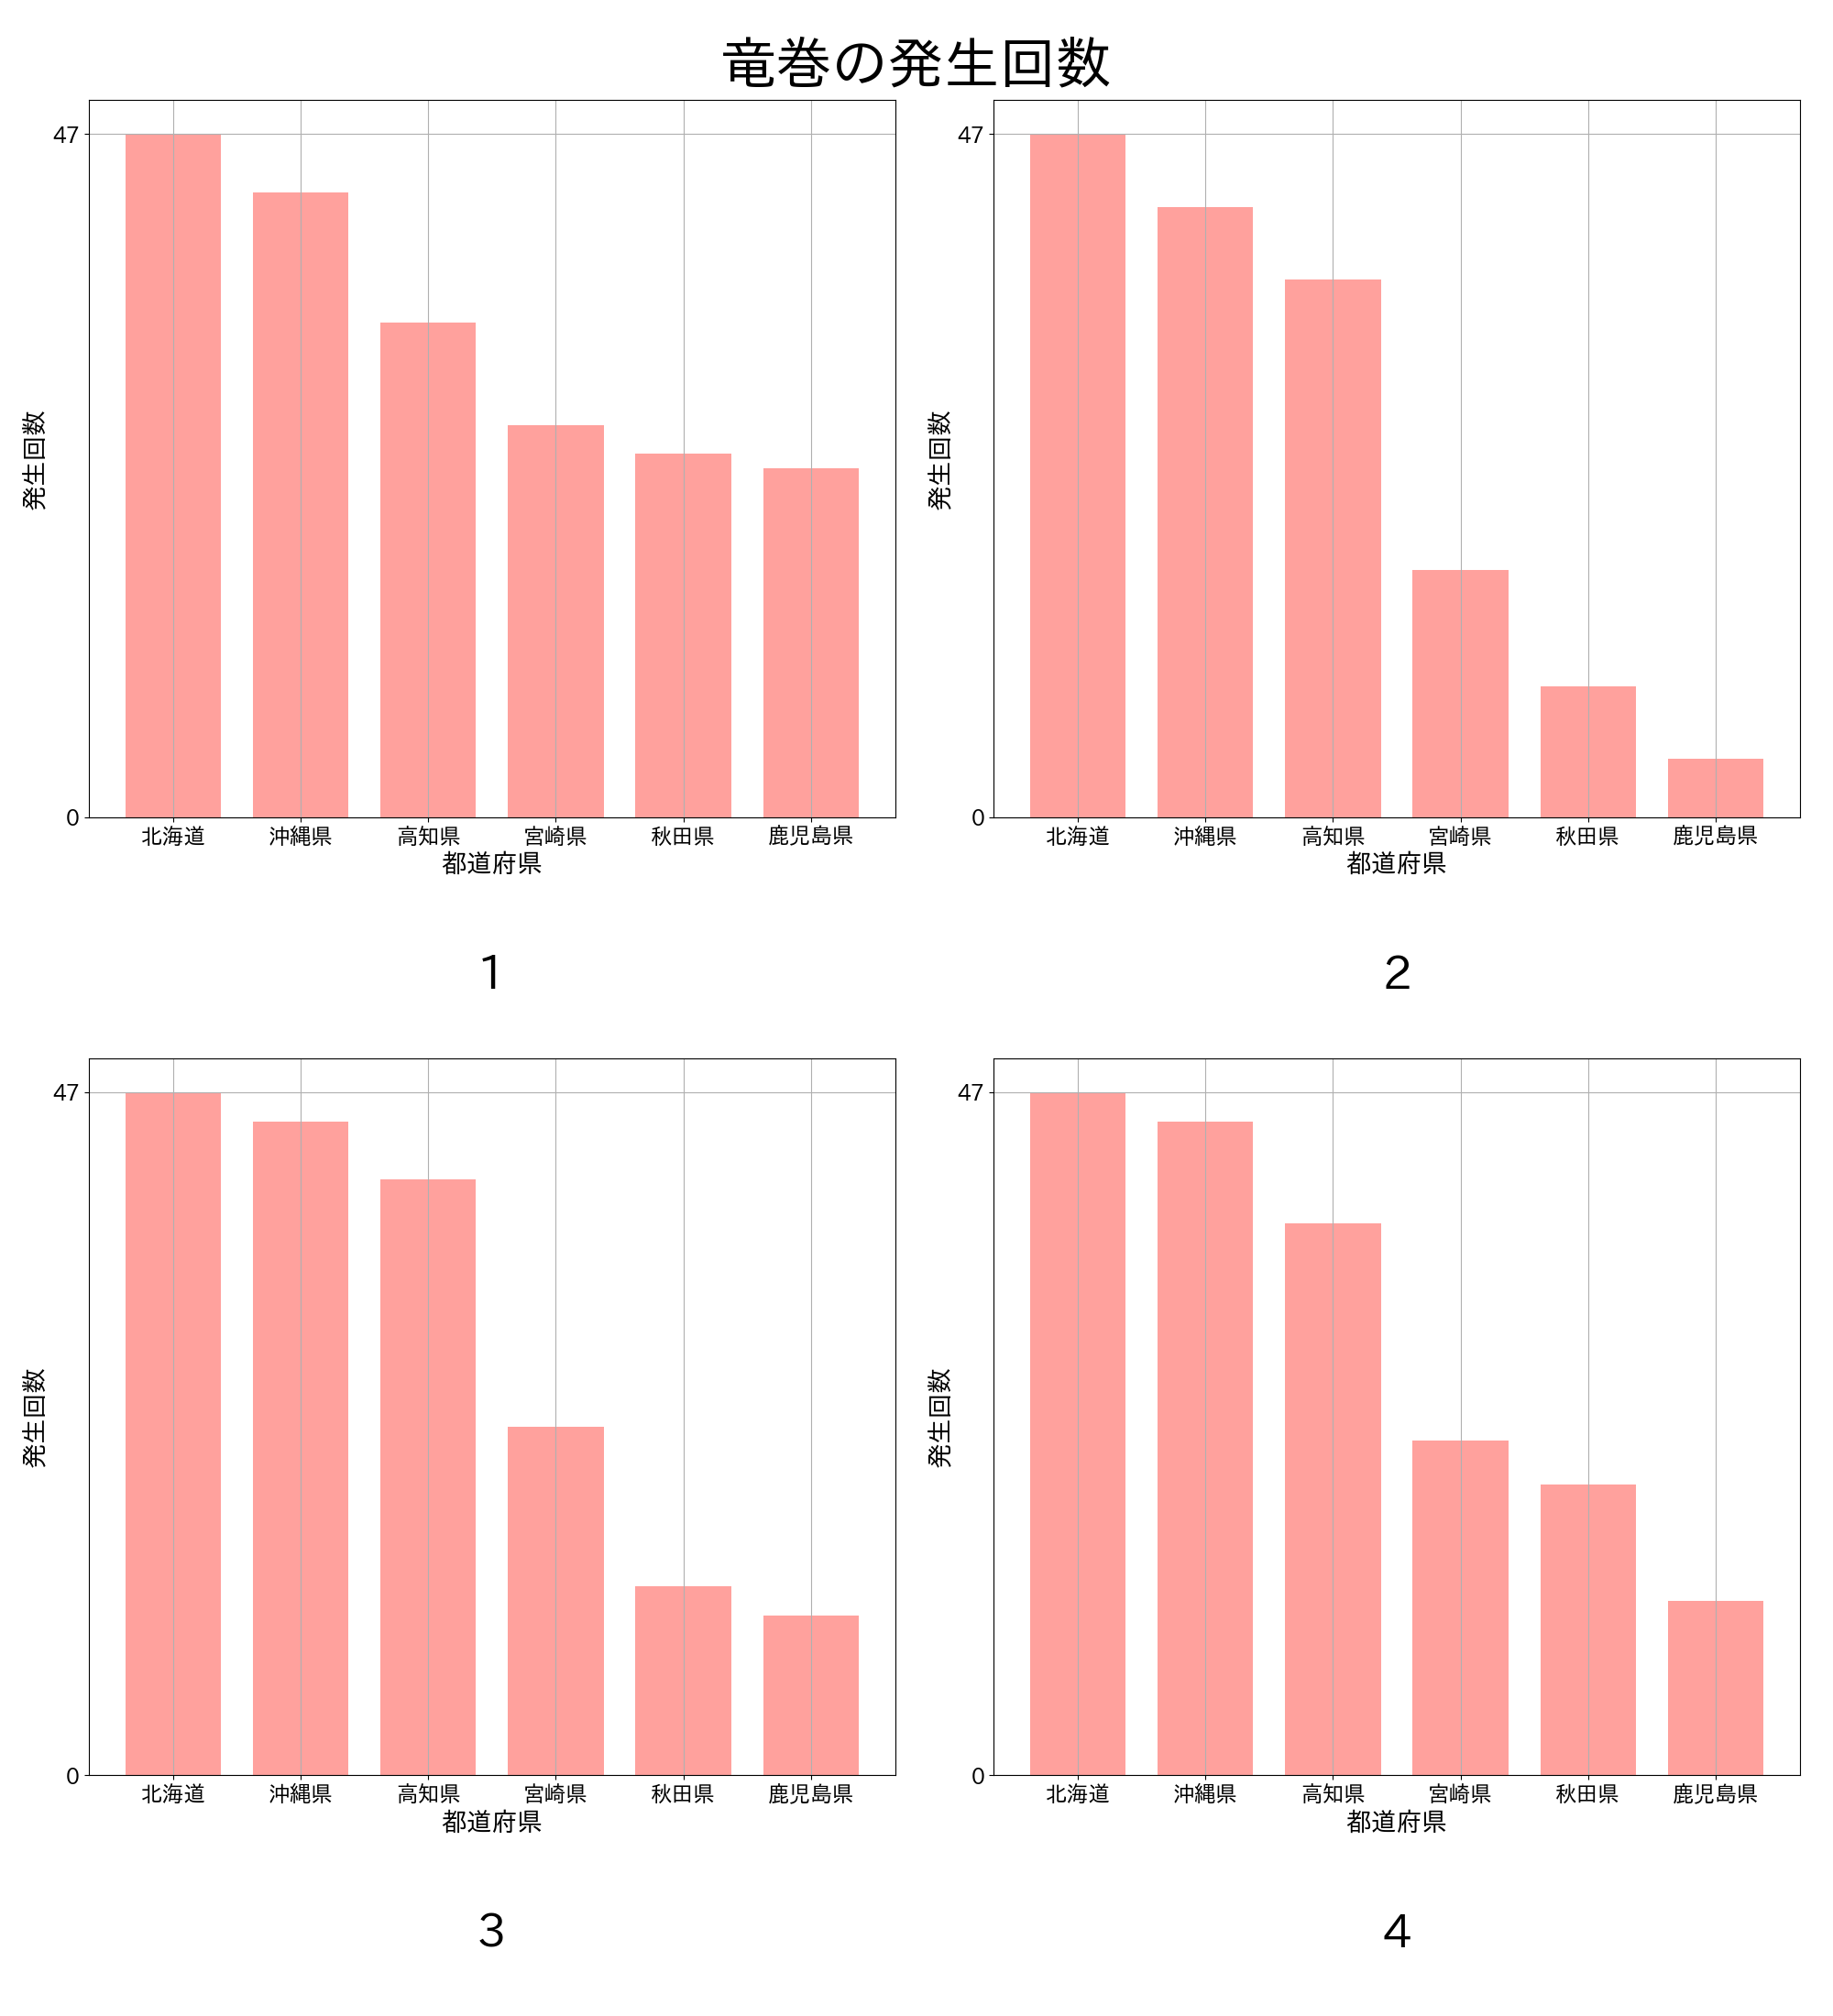 竜巻の発生回数
47
0
発生回数
北海道 沖縄県 高知県 宮崎県 秋田県 鹿児島県
都道府県
1
47
0
発生回数
北海道 沖縄県 高知県 宮崎県 秋田県 鹿児島県
都道府県
2
47
0
発生回数
北海道 沖縄県 高知県 宮崎県 秋田県 鹿児島県
都道府県
3
47
0
発生回数
北海道 沖縄県 高知県 宮崎県 秋田県 鹿児島県
都道府県
4